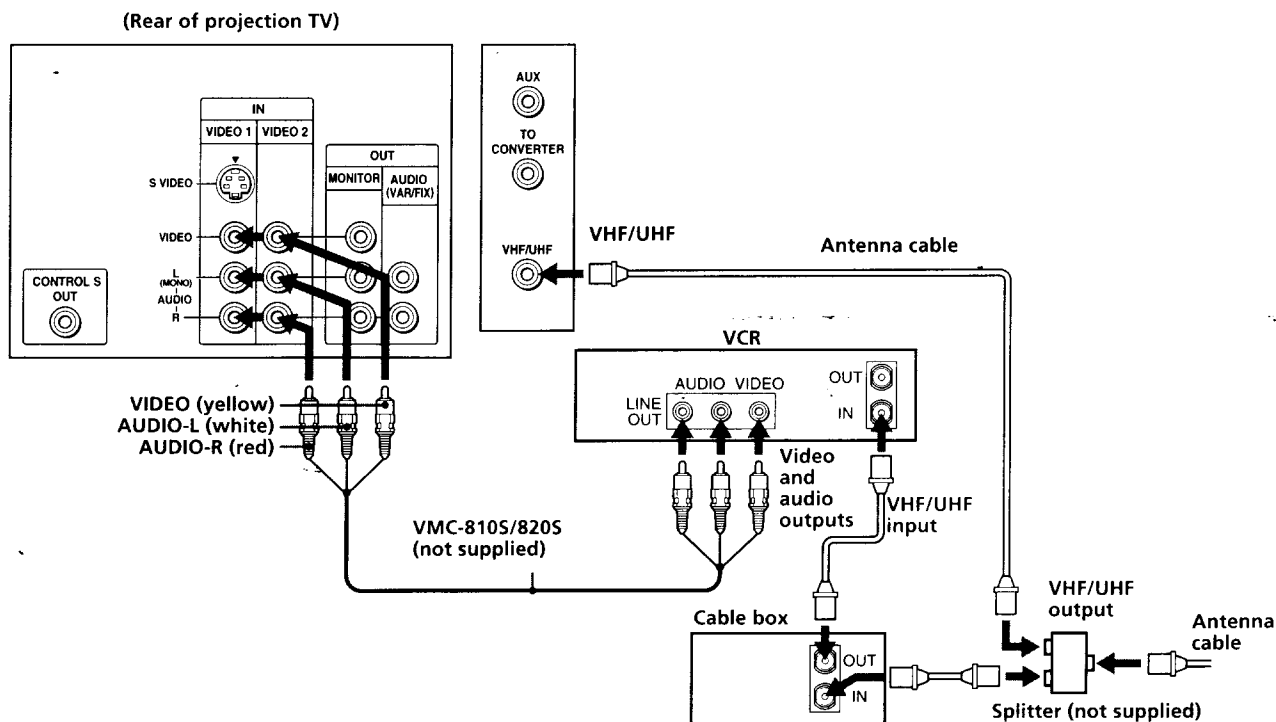 (Rear of projection TV)
IN
VIDEO 1 VIDEO 2
S VIDEO
VIDEO
L
(MONO)
AUDIO
R
CONTROL S
OUT
OUT
MONITOR
AUDIO
(VAR/FIX)
AUX
TO
CONVERTER
VHF/UHF
VHF/UHF
Antenna cable
VCR
AUDIO VIDEO
LINE
OUT
OUT
IN
VIDEO (yellow)
AUDIO-L (white)
AUDIO-R (red)
Video
and
audio
outputs
VHF/UHF
input
VMC-810S/820S
(not supplied)
Cable box
OUT
IN
VHF/UHF
output
Antenna
cable
Splitter (not supplied)